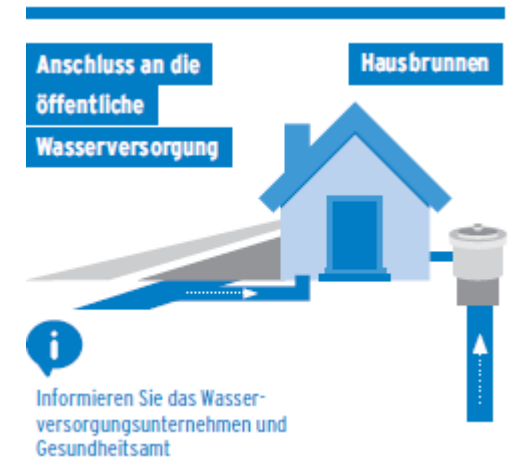 Anschluss an die
öffentliche
Wasserversorgung
Hausbrunnen
i
Informieren Sie das Wasser-
versorgungsunternehmen und
Gesundheitsamt